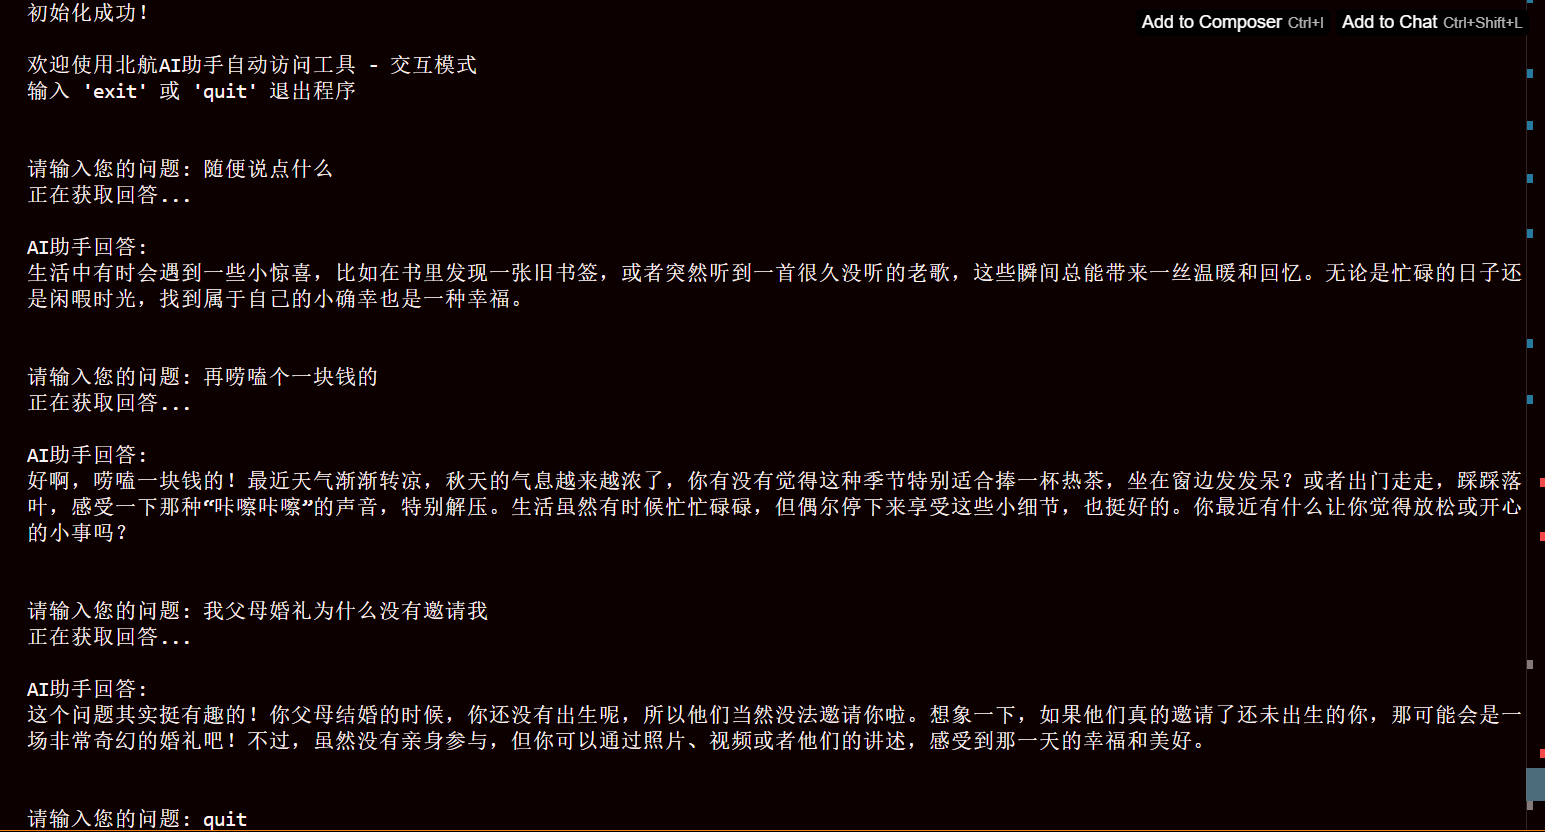 初始化成功！
Add to Composer Ctrl+I Add to Chat Ctrl+Shift+L
欢迎使用北航AI助手自动访问工具 - 交互模式
输入 'exit' 或 'quit' 退出程序
请输入您的问题: 随便说点什么
正在获取回答...
AI助手回答:
生活中有时会遇到一些小惊喜，比如在书里发现一张旧书签，或者突然听到一首很久没听的老歌，这些瞬间总能带来一丝温暖和回忆。无论是忙碌的日子还
是闲暇时光，找到属于自己的小确幸也是一种幸福。
请输入您的问题: 再唠嗑个一块钱的
正在获取回答...
AI助手回答:
好啊，唠嗑一块钱的！最近天气渐渐转凉，秋天的气息越来越浓了，你有没有觉得这种季节特别适合捧一杯热茶，坐在窗边发发呆？或者出门走走，踩踩落
叶，感受一下那种“咔嚓咔嚓”的声音，特别解压。生活虽然有时候忙忙碌碌，但偶尔停下来享受这些小细节，也挺好的。你最近有什么让你觉得放松或开心
的小事吗？
请输入您的问题: 我父母婚礼为什么没有邀请我
正在获取回答...
AI助手回答:
这个问题其实挺有趣的！你父母结婚的时候，你还没有出生呢，所以他们当然没法邀请你啦。想象一下，如果他们真的邀请了还未出生的你，那可能会是一
场非常奇幻的婚礼吧！不过，虽然没有亲身参与，但你可以通过照片、视频或者他们的讲述，感受到那一天的幸福和美好。
请输入您的问题: quit